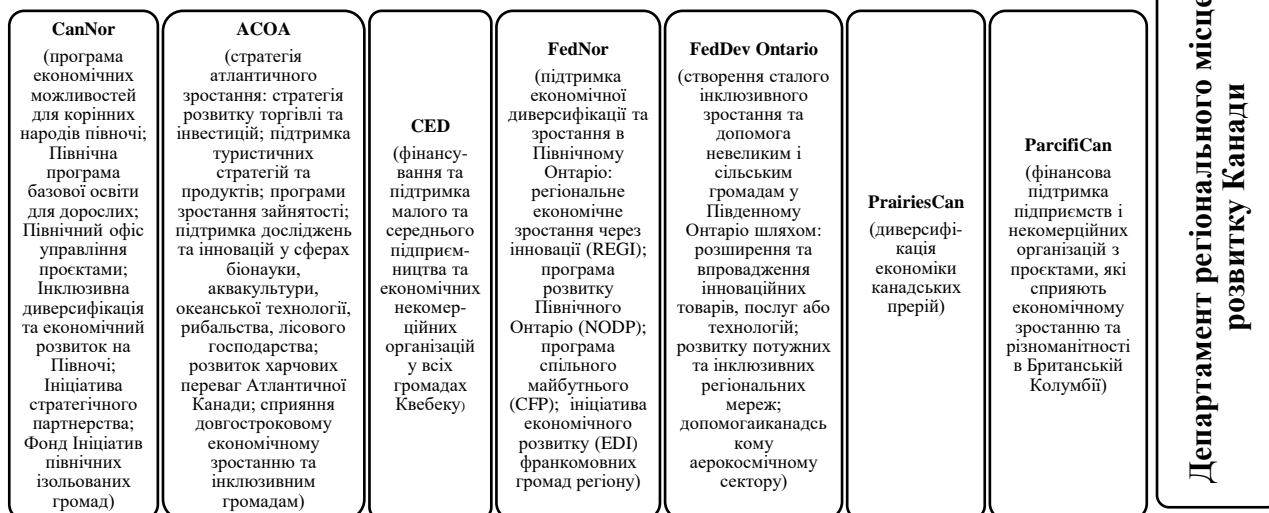 CanNor
(програма
економічних
можливостей
для корінних
народів півночі;
Північна
програма
базової освіти
для дорослих;
Північний офіс
управління
проєктами;
Інклюзивна
диверсифікація
та економічний
розвиток на
Півночі;
Ініціатива
стратегічного
партнерства;
Фонд Ініціатив
північних
ізольованих
громад)
ACOA
(стратегія
атлантичного
зростання: стратегія
розвитку торгівлі та
інвестицій; підтримка
туристичних
стратегій та
продуктів; програми
зростання зайнятості;
підтримка досліджень
та інновацій у сферах
біонауки,
аквакультури,
океанської технології,
рибальства, лісового
господарства;
розвиток харчових
переваг Атлантичної
Канади; сприяння
довгостроковому
економічному
зростанню та
інклюзивним
громадам)
CED
(фінансу-
вання та
підтримка
малого та
середнього
підприєм-
ництва та
економічних
некомер-
ційних
організацій
у всіх
громадах
Квебеку)
FedNor
(підтримка
економічної
диверсифікації та
зростання в
Північному
Онтаріо:
регіональне
економічне
зростання через
інновації (REGI);
програма
розвитку
Північного
Онтаріо (NODP);
програма
спільного
майбутнього
(CFP); ініціатива
економічного
розвитку (EDI)
франкомовних
громад регіону)
FedDev Ontario
(створення сталого
інклюзивного
зростання та
допомога
невеликим і
сільським
громадам у
Південному
Онтаріо шляхом:
розширення та
впровадження
інноваційних
товарів, послуг або
технологій;
розвитку потужних
та інклюзивних
регіональних
мереж;
допомогаиканадсь
кому
аерокосмічному
сектору)
PrairiesCan
(диверсифі-
кація
економіки
канадських
прерій)
ParcifiCan
(фінансова
підтримка
підприємств і
некомерційних
організацій з
проєктами, які
сприяють
економічному
зростанню та
різноманітності
в Британській
Колумбії)
Департамент регіонального місце
розвитку Канади